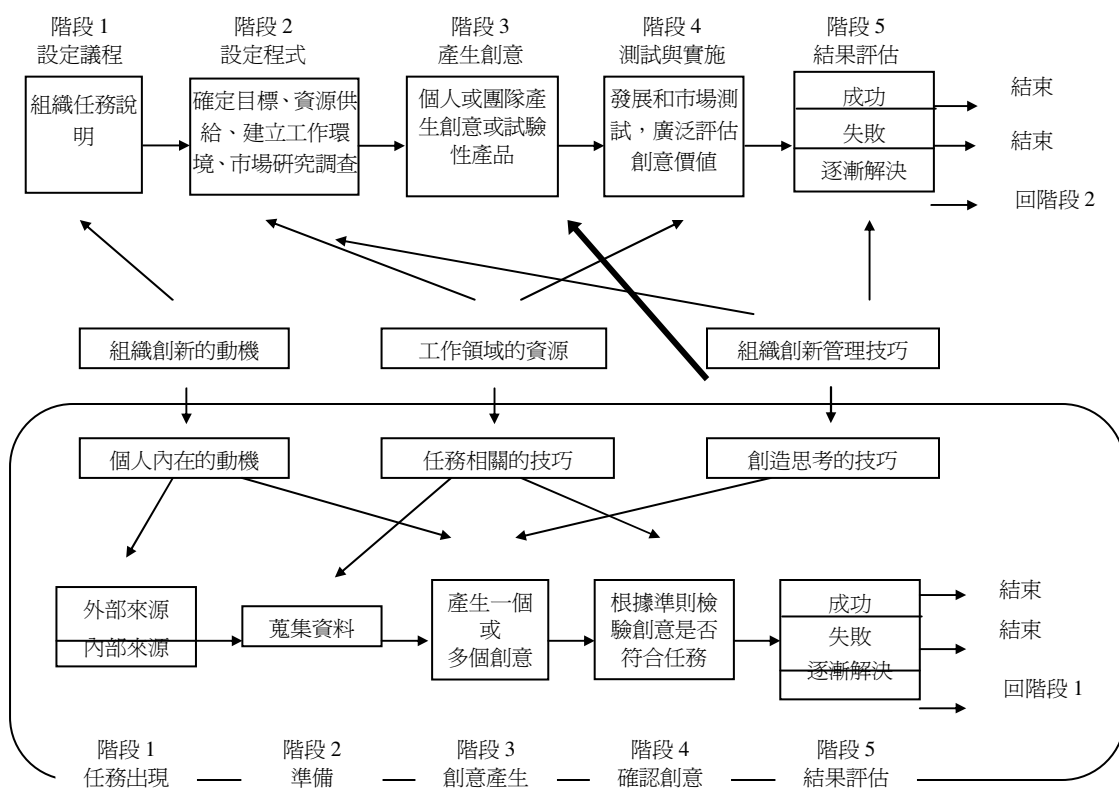 階段 1
設定議程
階段 2
設定程式
階段 3
產生創意
階段 4
測試與實施
階段 5
結果評估
組織任務說
明
確定目標、資源供
給、建立工作環
境、市場研究調查
個人或團隊產
生創意或試驗
性產品
發展和市場測
試，廣泛評估
創意價值
成功
失敗
逐漸解決
結束
結束
回階段 2
組織創新的動機
工作領域的資源
組織創新管理技巧
個人內在的動機
任務相關的技巧
創造思考的技巧
外部來源
內部來源
蒐集資料
產生一個
或
多個創意
根據準則檢
驗創意是否
符合任務
成功
失敗
逐漸解決
結束
結束
回階段 1
階段 1
任務出現
階段 2
準備
階段 3
創意產生
階段 4
確認創意
階段 5
結果評估